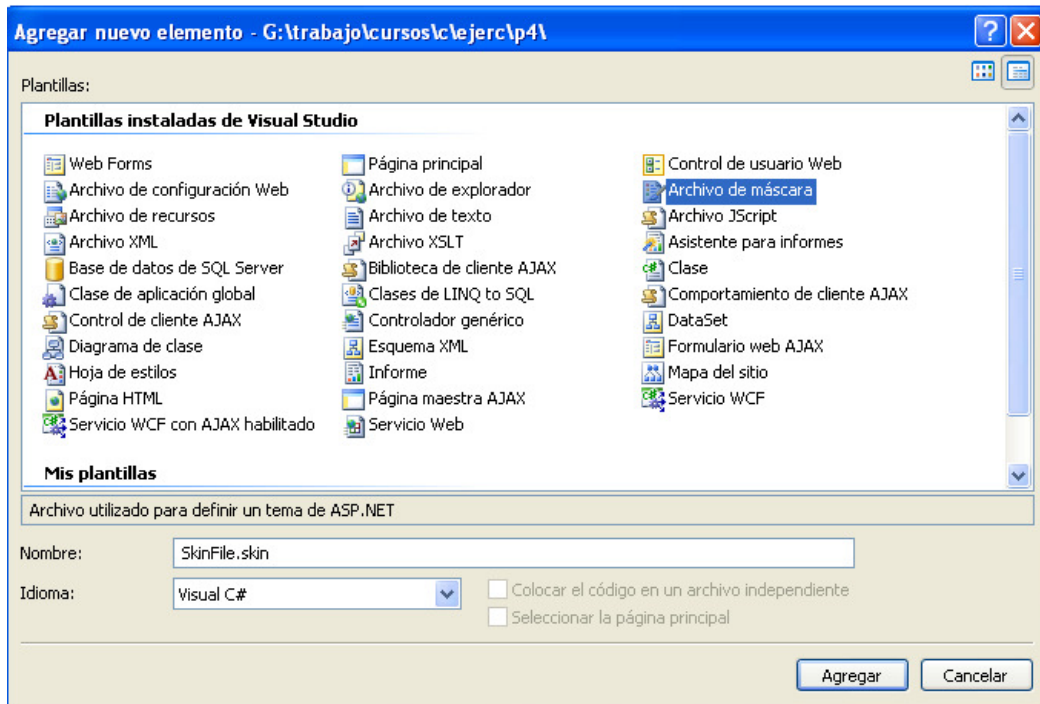 Agregar nuevo elemento - G:\trabajo\cursos\c\ejerc\p4\
Plantillas:
Plantillas instaladas de Visual Studio
Web Forms Página principal Control de usuario Web
Archivo de configuración Web Archivo de explorador Archivo de máscara
Archivo de recursos Archivo de texto Archivo JScript
Archivo XML Archivo XSLT Asistente para informes
Base de datos de SQL Server Biblioteca de cliente AJAX Clase
Clase de aplicación global Clases de LINQ to SQL Comportamiento de cliente AJAX
Control de cliente AJAX Controlador genérico DataSet
Diagrama de clase Esquema XML Formulario web AJAX
Hoja de estilos Informe Mapa del sitio
Página HTML Página maestra AJAX Servicio WCF
Servicio WCF con AJAX habilitado Servicio Web
Mis plantillas
Archivo utilizado para definir un tema de ASP.NET
Nombre: SkinFile.skin
Idioma: Visual C# Colocar el código en un archivo independiente
Seleccionar la página principal
Agregar Cancelar